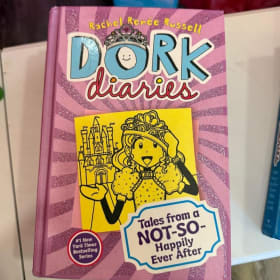 Rachel Renée Russell
DORK
diaries
Tales from a
NOT-SO-
Happily
Ever After
#1 New
York Times
Bestselling
Series